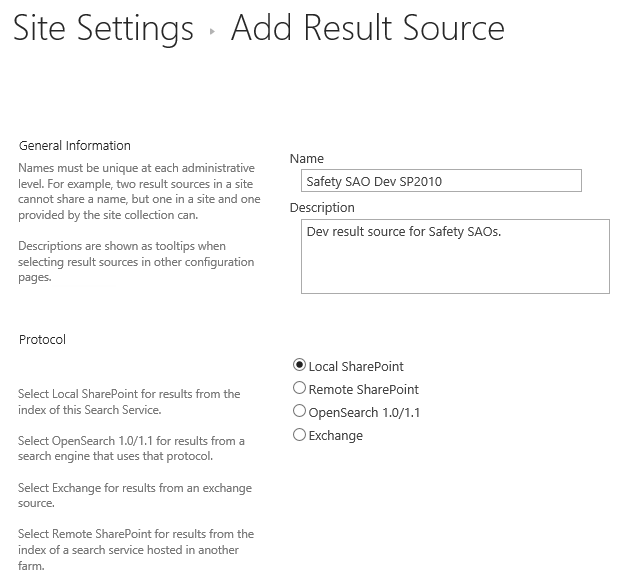 Site Settings ▸ Add Result Source
General Information
Names must be unique at each administrative
level. For example, two result sources in a site
cannot share a name, but one in a site and one
provided by the site collection can.
Descriptions are shown as tooltips when
selecting result sources in other configuration
pages.
Name
Safety SAO Dev SP2010
Description
Dev result source for Safety SAOs.
Protocol
Select Local SharePoint for results from the
index of this Search Service.
Select OpenSearch 1.0/1.1 for results from a
search engine that uses that protocol.
Select Exchange for results from an exchange
source.
Select Remote SharePoint for results from the
index of a search service hosted in another
farm.
Local SharePoint
Remote SharePoint
OpenSearch 1.0/1.1
Exchange